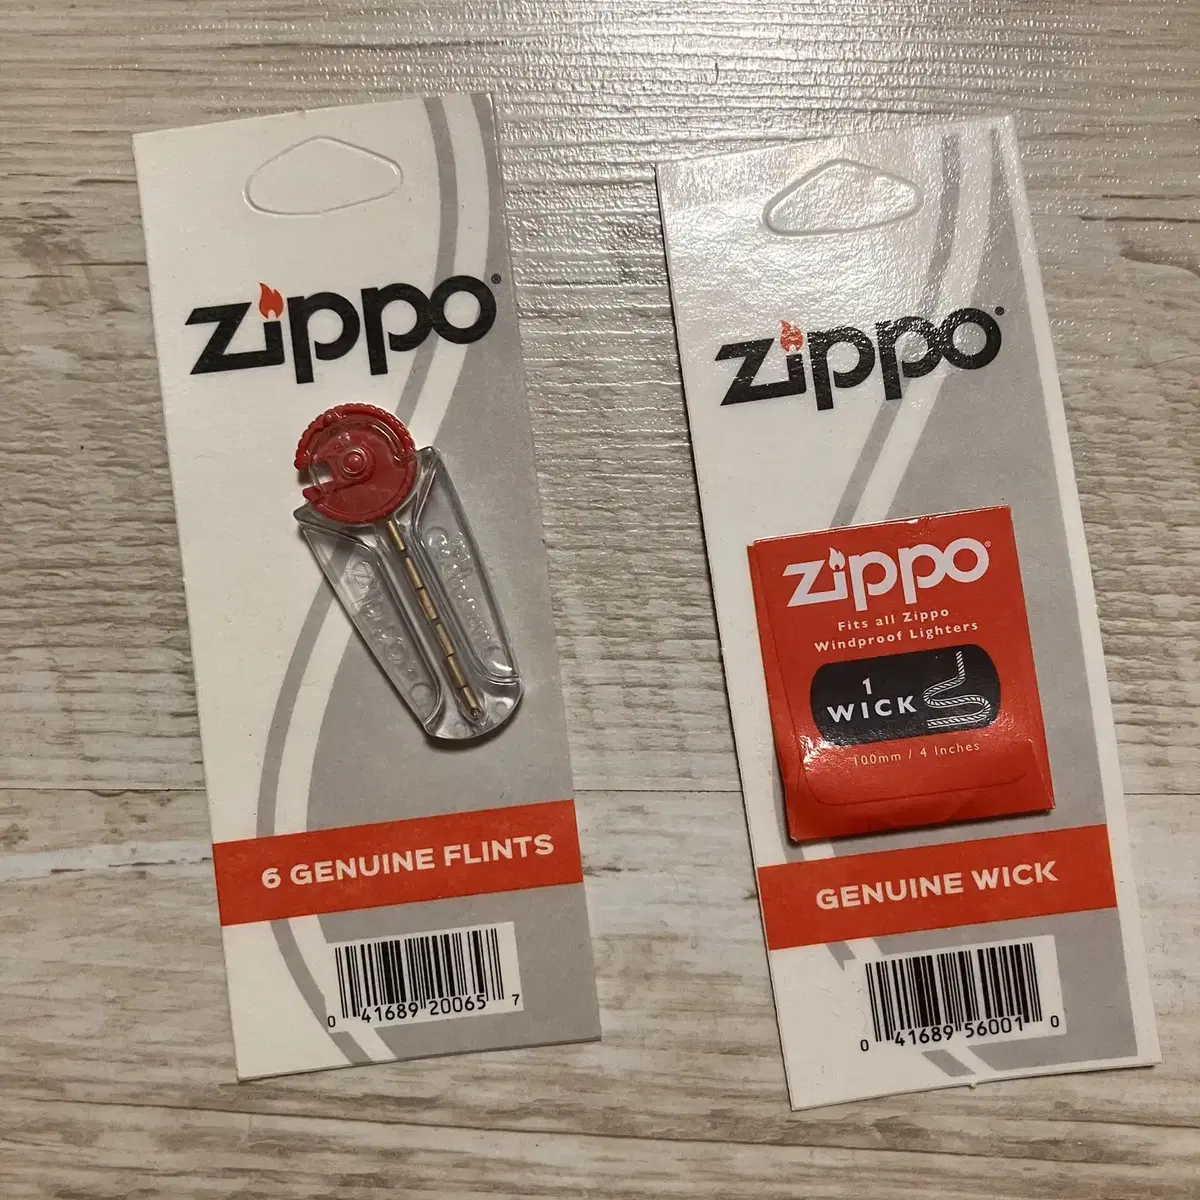 zippo®
6 GENUINE FLINTS
0 41689 20065 7
zippo®
zippo®
Fits all Zippo
Windproof Lighters
1
WICK
100mm / 4 Inches
GENUINE WICK
0 41689 56001 0